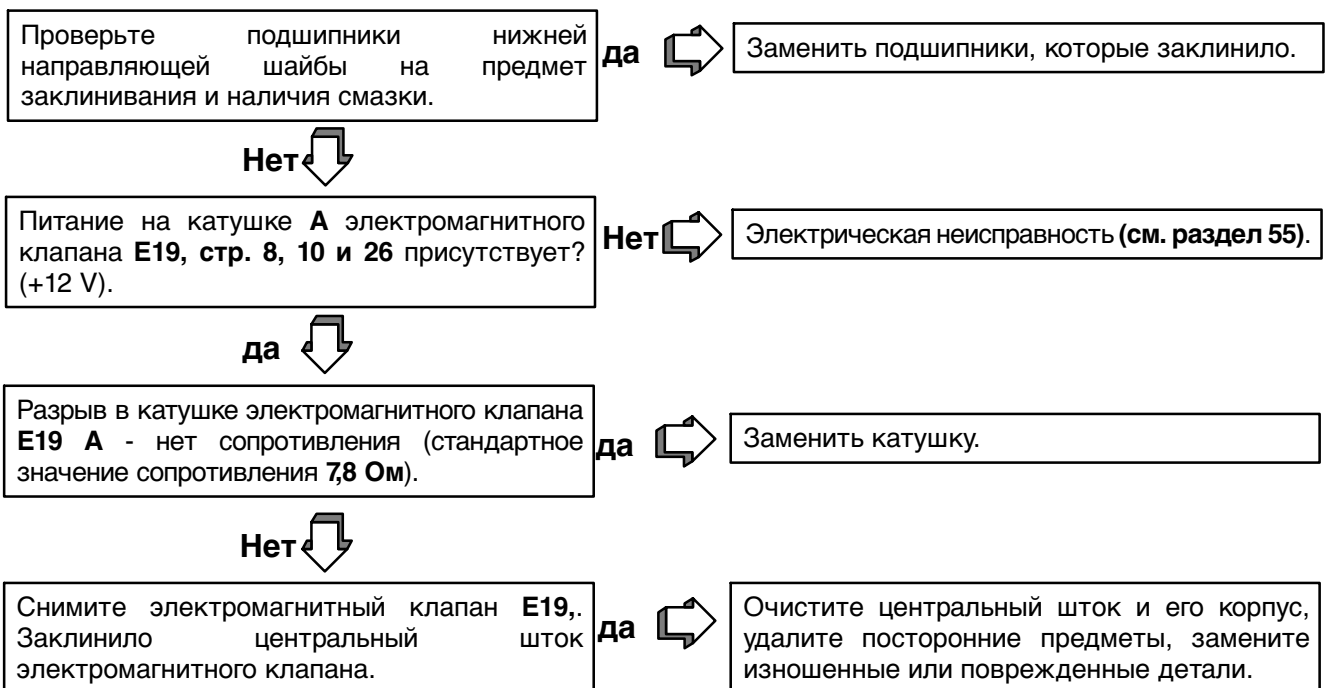 Проверьте подшипники нижней
направляющей шайбы на предмет
заклинивания и наличия смазки.
да
Заменить подшипники, которые заклинило.
Нет
Питание на катушке А электромагнитного
клапана Е19, стр. 8, 10 и 26 присутствует?
(+12 V).
Нет
Электрическая неисправность (см. раздел 55).
да
Разрыв в катушке электромагнитного клапана
Е19 А - нет сопротивления (стандартное
значение сопротивления 7,8 Ом).
да
Заменить катушку.
Нет
Снимите электромагнитный клапан Е19,.
Заклинило центральный шток
электромагнитного клапана.
да
Очистите центральный шток и его корпус,
удалите посторонние предметы, замените
изношенные или поврежденные детали.